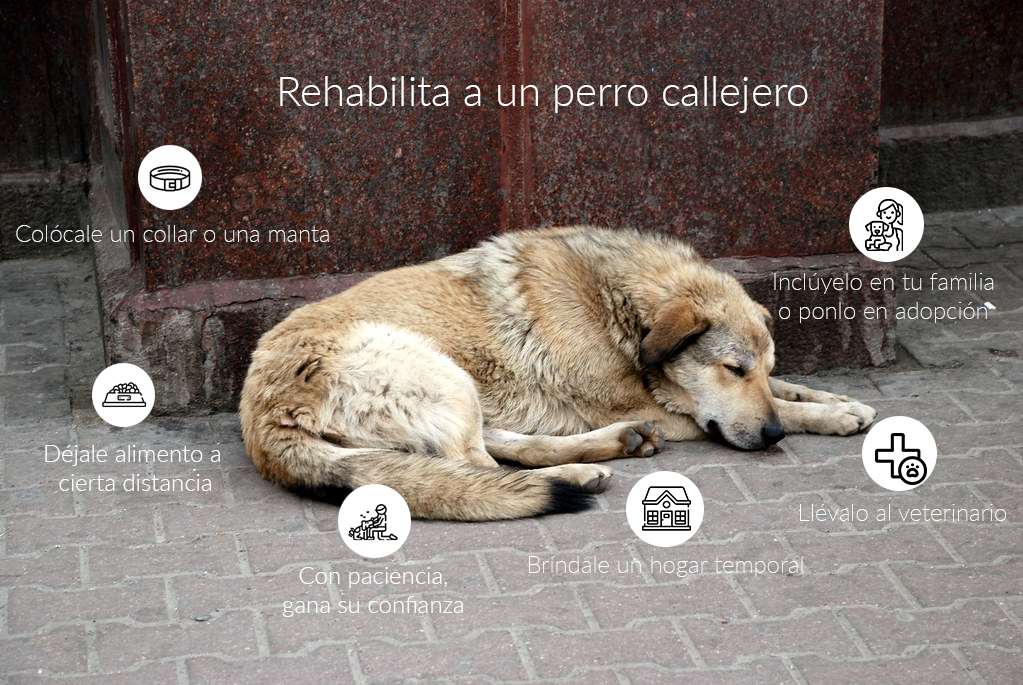 Rehabilita a un perro callejero
Colócale un collar o una manta
Déjale alimento a
cierta distancia
Con paciencia,
gana su confianza
Bríndale un hogar temporal
Llévalo al veterinario
Inclúyelo en tu familia
o ponlo en adopción